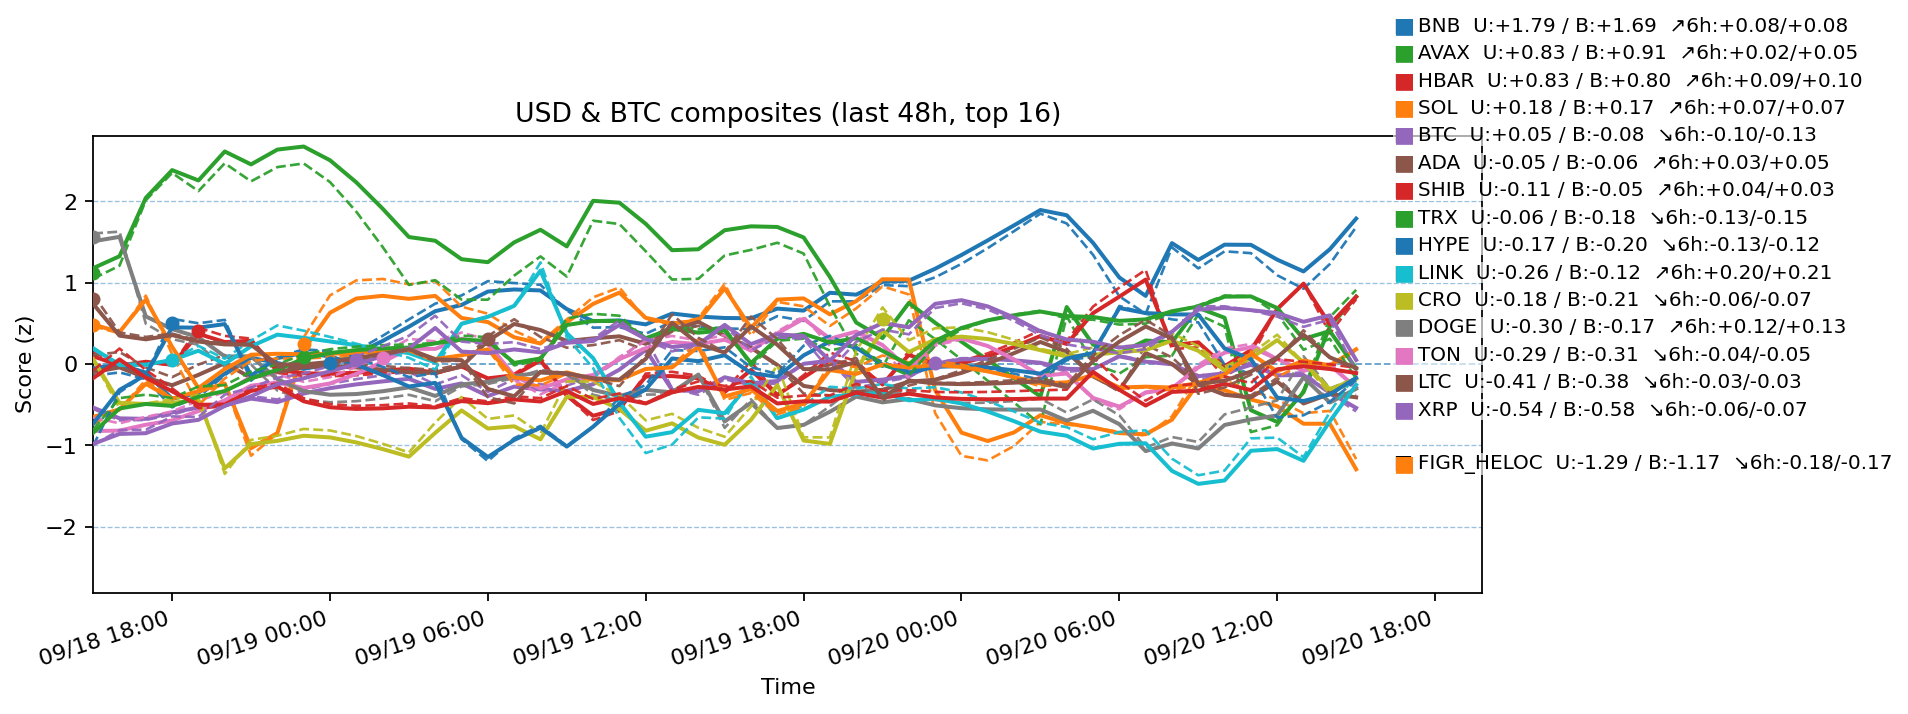 BNB U:+1.79 / B:+1.69 ↗6h:+0.08/+0.08
AVAX U:+0.83 / B:+0.91 ↗6h:+0.02/+0.05
HBAR U:+0.83 / B:+0.80 ↗6h:+0.09/+0.10
SOL U:+0.18 / B:+0.17 ↗6h:+0.07/+0.07
BTC U:+0.05 / B:-0.08 ↘6h:-0.10/-0.13
ADA U:-0.05 / B:-0.06 ↗6h:+0.03/+0.05
SHIB U:-0.11 / B:-0.05 ↗6h:+0.04/+0.03
TRX U:-0.06 / B:-0.18 ↘6h:-0.13/-0.15
HYPE U:-0.17 / B:-0.20 ↘6h:-0.13/-0.12
LINK U:-0.26 / B:-0.12 ↗6h:+0.20/+0.21
CRO U:-0.18 / B:-0.21 ↘6h:-0.06/-0.07
DOGE U:-0.30 / B:-0.17 ↗6h:+0.12/+0.13
TON U:-0.29 / B:-0.31 ↘6h:-0.04/-0.05
LTC U:-0.41 / B:-0.38 ↘6h:-0.03/-0.03
XRP U:-0.54 / B:-0.58 ↘6h:-0.06/-0.07
FIGR_HELOC U:-1.29 / B:-1.17 ↘6h:-0.18/-0.17
USD & BTC composites (last 48h, top 16)
Score (z)
2
1
0
−1
−2
09/18 18:00
09/19 00:00
09/19 06:00
09/19 12:00
09/19 18:00
09/20 00:00
09/20 06:00
09/20 12:00
09/20 18:00
Time